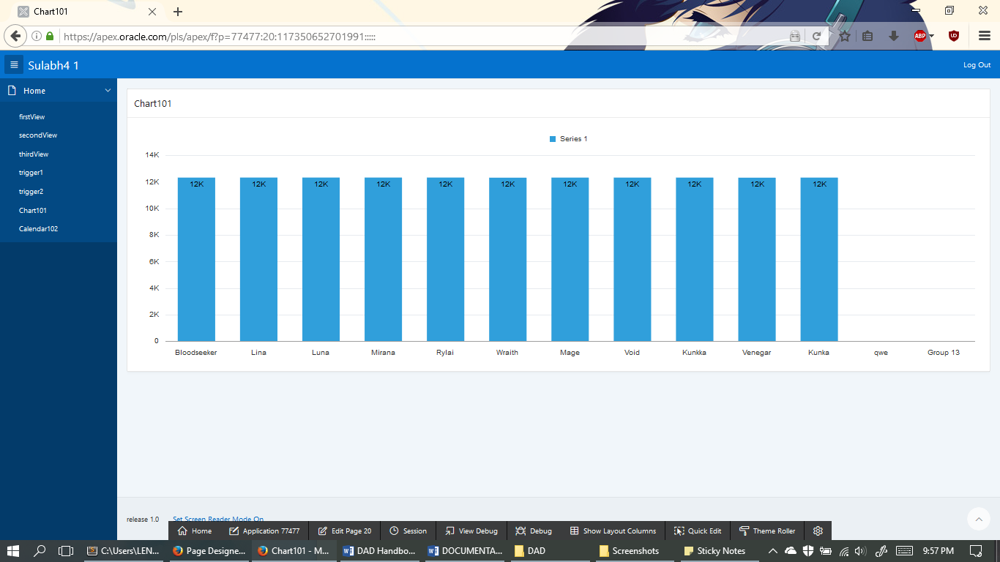 Chart101
https://apex.oracle.com/pls/apex/f?p=77477:20:117350652701991:::::
ABP
Sulabh4 1
Log Out
Home
firstView
secondView
thirdView
trigger1
trigger2
Chart101
Calendar102
Chart101
Series 1
14K
12K
10K
8K
6K
4K
2K
0
12K 12K 12K 12K 12K 12K 12K 12K 12K 12K 12K
Bloodseeker Lina Luna Mirana Rylai Wraith Mage Void Kunkka Venegar Kunka qwe Group 13
release 1.0 Set Screen Reader Mode On
Home Application 77477 Edit Page 20 Session View Debug Debug Show Layout Columns Quick Edit Theme Roller
C:\Users\LEN... Page Designe... Chart101 - M... DAD Handbo... DOCUMENTA... DAD Screenshots Sticky Notes 9:57 PM